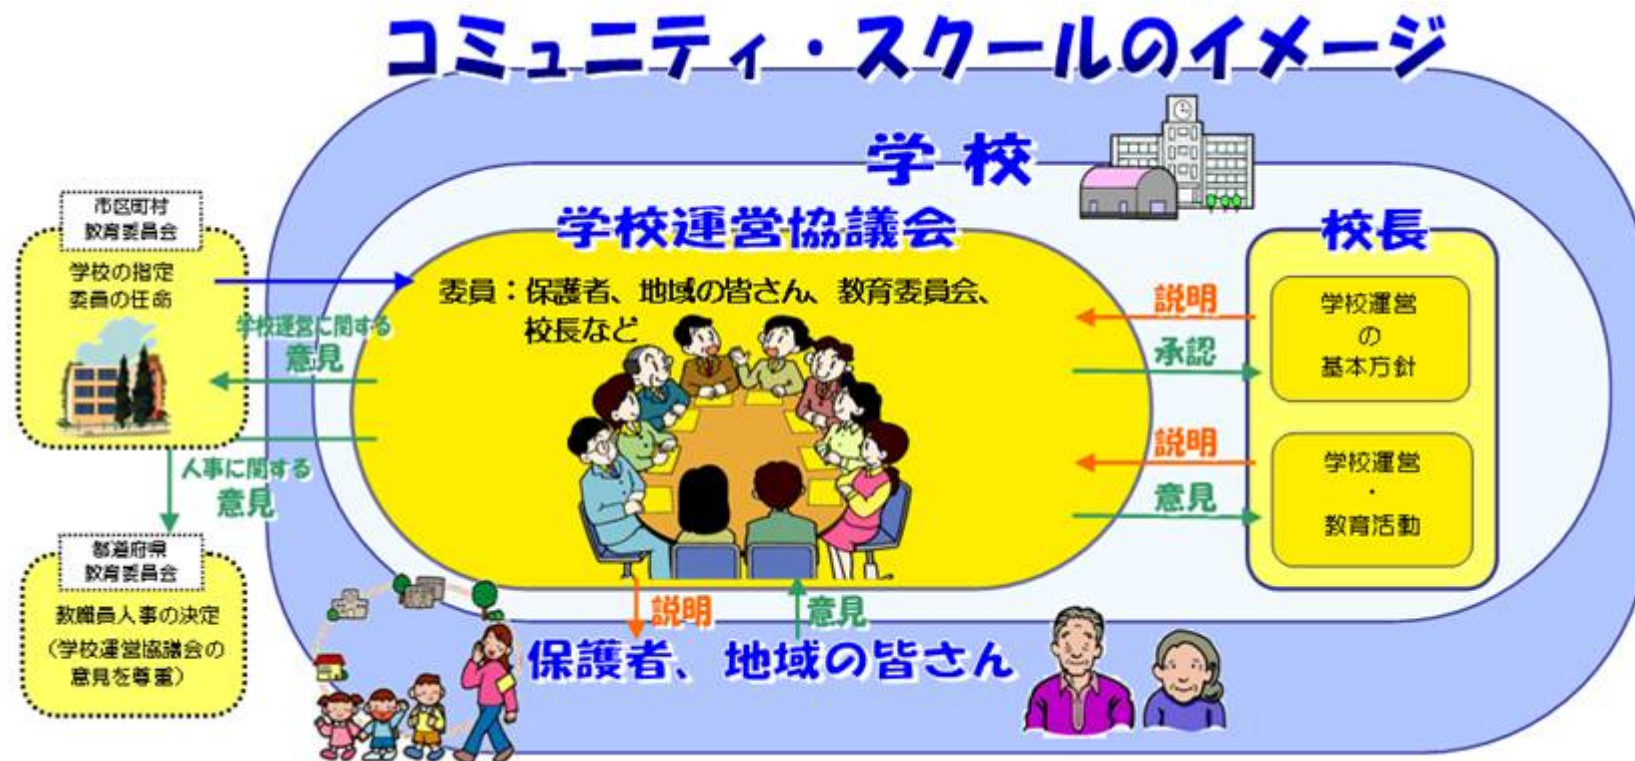 コミュニティ・スクールのイメージ
学校
学校運営協議会
委員：保護者、地域の皆さん、教育委員会、
校長など
市区町村
教育委員会
学校の指定
委員の任命
学校運営に関する
意見
人事に関する
意見
都道府県
教育委員会
教職員人事の決定
（学校運営協議会の
意見を尊重）
校長
説明
承認
学校運営
の
基本方針
説明
意見
学校運営
・
教育活動
説明
意見
保護者、地域の皆さん